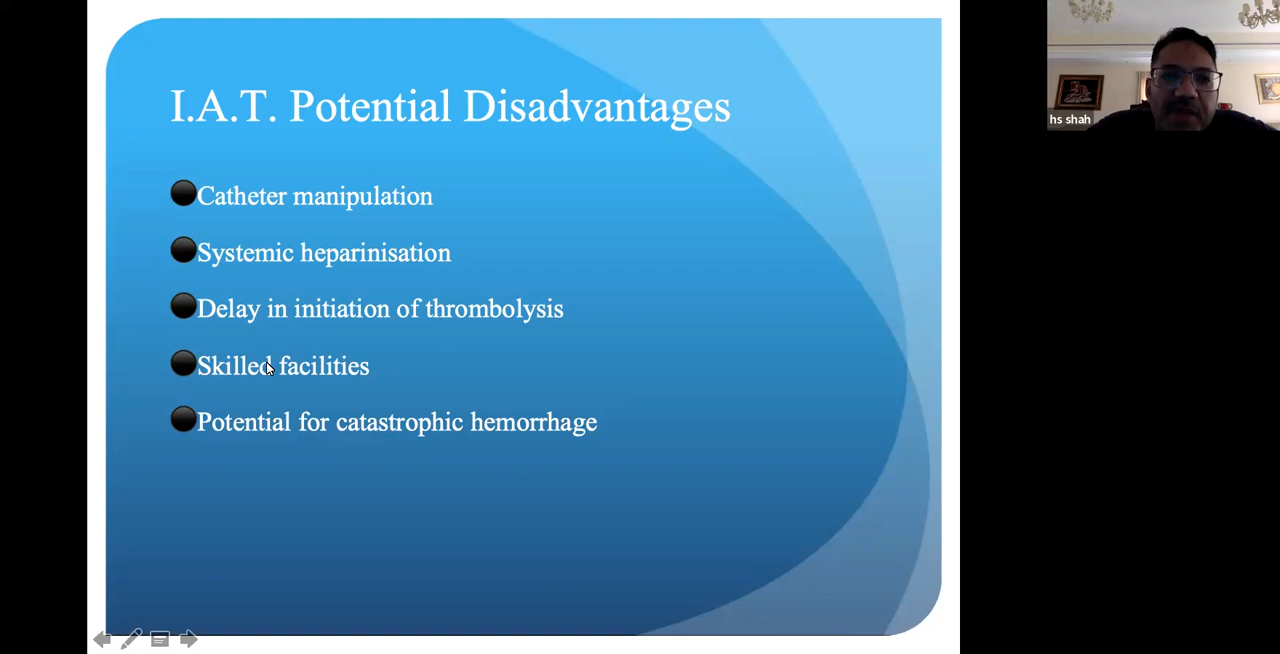 I.A.T. Potential Disadvantages
Catheter manipulation
Systemic heparinisation
Delay in initiation of thrombolysis
Skilled facilities
Potential for catastrophic hemorrhage
hs shah